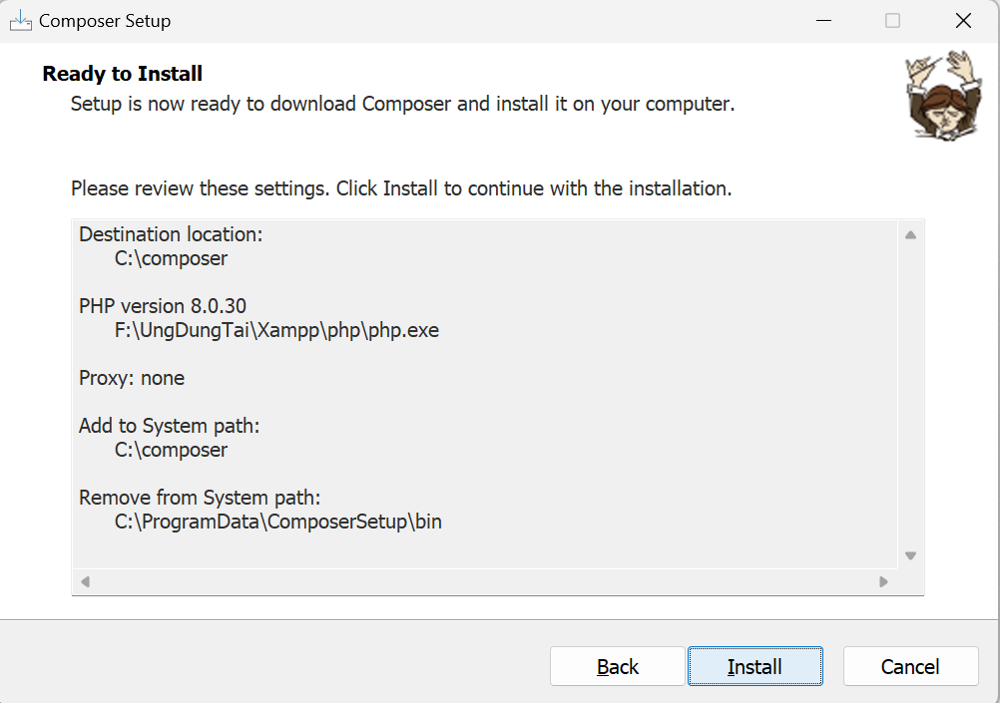 Composer Setup
Ready to Install
Setup is now ready to download Composer and install it on your computer.
Please review these settings. Click Install to continue with the installation.
Destination location:
C:\composer
PHP version 8.0.30
F:\UngDungTai\Xampp\php\php.exe
Proxy: none
Add to System path:
C:\composer
Remove from System path:
C:\ProgramData\ComposerSetup\bin
Back
Install
Cancel